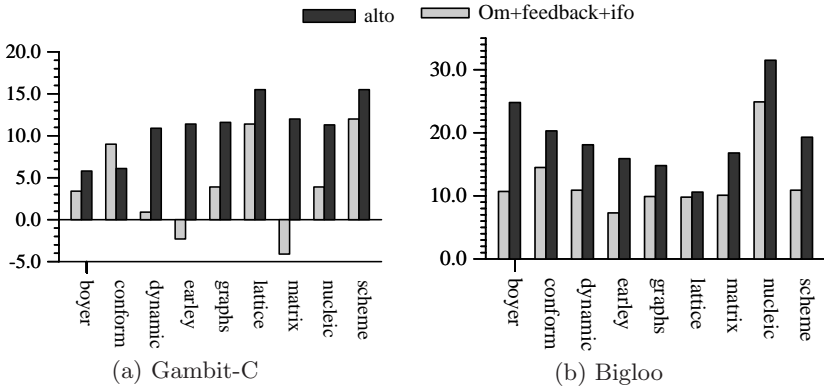 alto
Om+feedback+ifo
20.0
15.0
10.0
5.0
0.0
-5.0
boyer
conform
dynamic
earley
graphs
lattice
matrix
nucleic
scheme
(a) Gambit-C
30.0
20.0
10.0
0.0
boyer
conform
dynamic
earley
graphs
lattice
matrix
nucleic
scheme
(b) Bigloo